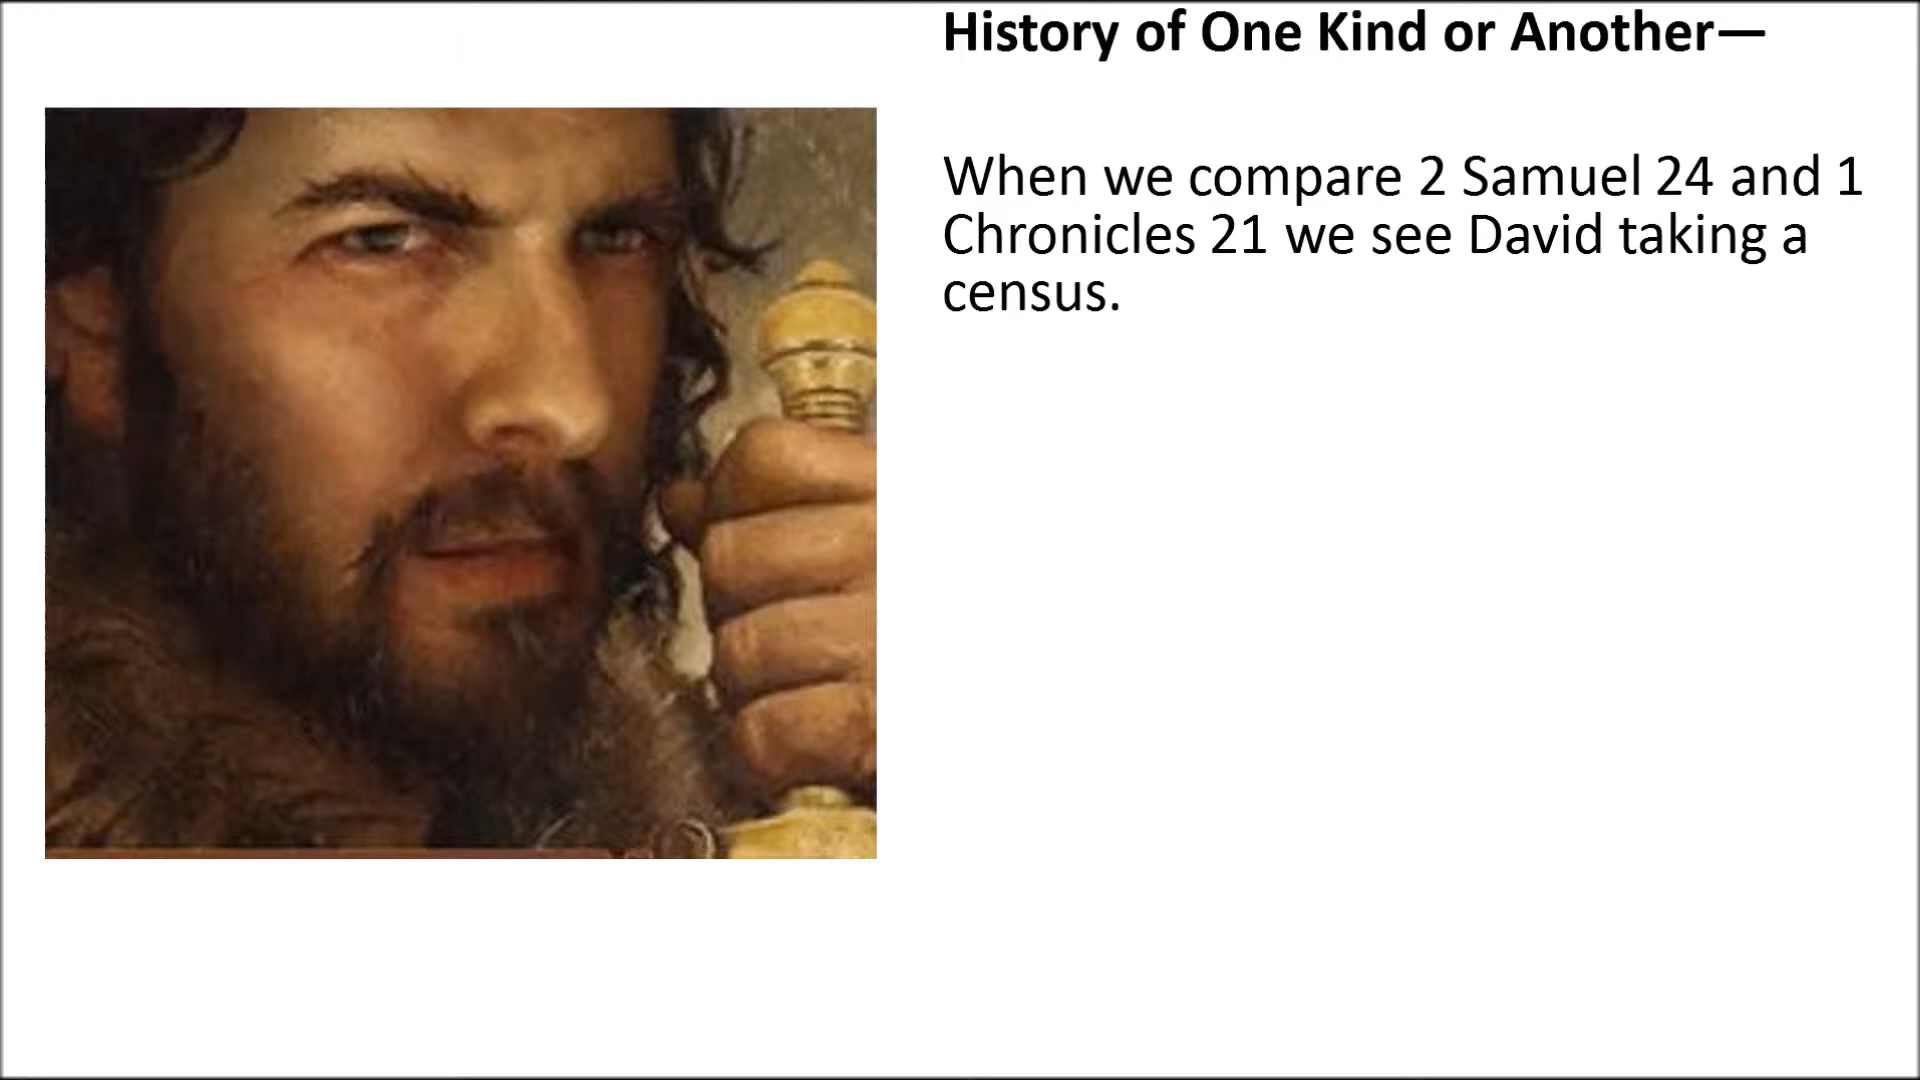 History of One Kind or Another—
When we compare 2 Samuel 24 and 1
Chronicles 21 we see David taking a
census.